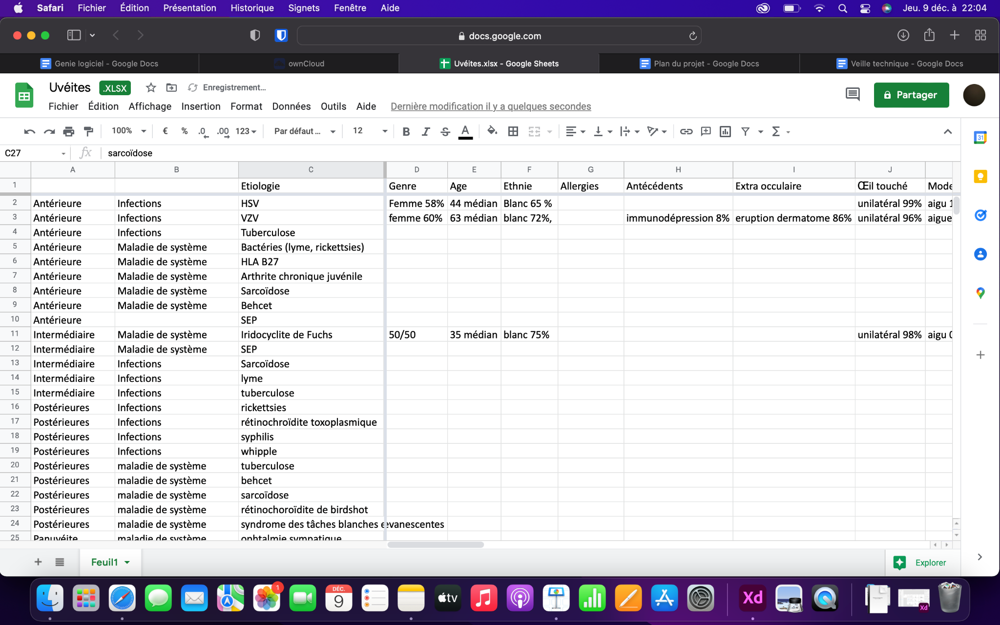 Safari Fichier Édition Présentation Historique Signets Fenêtre Aide Jeu. 9 déc. à 22:04
docs.google.com
Genie logiciel - Google Docs ownCloud Uvéites.xlsx - Google Sheets Plan du projet - Google Docs Veille technique - Google Docs
Uvéites .XLSX Enregistrement...
Partager
Fichier Édition Affichage Insertion Format Données Outils Aide Dernière modification il y a quelques secondes
100% € % .0 .00 123 Par défaut ... 12 B I S A Σ
31
C27 fx sarcoïdose
A B C D E F G H I J
1 Etiologie Genre Age Ethnie Allergies Antécédents Extra occulaire Œil touché Mode
2 Antérieure Infections HSV Femme 58% 44 médian Blanc 65 % unilatéral 99% aigu 1
3 Antérieure Infections VZV femme 60% 63 médian blanc 72%, immunodépression 8% eruption dermatome 86% unilatéral 96% aigue
4 Antérieure Infections Tuberculose
5 Antérieure Maladie de système Bactéries (lyme, rickettsies)
6 Antérieure Maladie de système HLA B27
7 Antérieure Maladie de système Arthrite chronique juvénile
8 Antérieure Maladie de système Sarcoïdose
9 Antérieure Maladie de système Behcet
10 Antérieure SEP
11 Intermédiaire Maladie de système Iridocyclite de Fuchs 50/50 35 médian blanc 75% unilatéral 98% aigu 0
12 Intermédiaire Maladie de système SEP
13 Intermédiaire Infections Sarcoïdose
14 Intermédiaire Infections lyme
15 Intermédiaire Infections tuberculose
16 Postérieures Infections rickettsies
17 Postérieures Infections rétinochroïdite toxoplasmique
18 Postérieures Infections syphilis
19 Postérieures Infections whipple
20 Postérieures maladie de système tuberculose
21 Postérieures maladie de système behcet
22 Postérieures maladie de système sarcoïdose
23 Postérieures maladie de système rétinochoroïdite de birdshot
24 Postérieures maladie de système syndrome des tâches blanches evanescentes
25 Panuvéite maladie de système ophtalmie sympatique
Feuil1 Explorer
1 DÉC. 9 tv Xd Xd